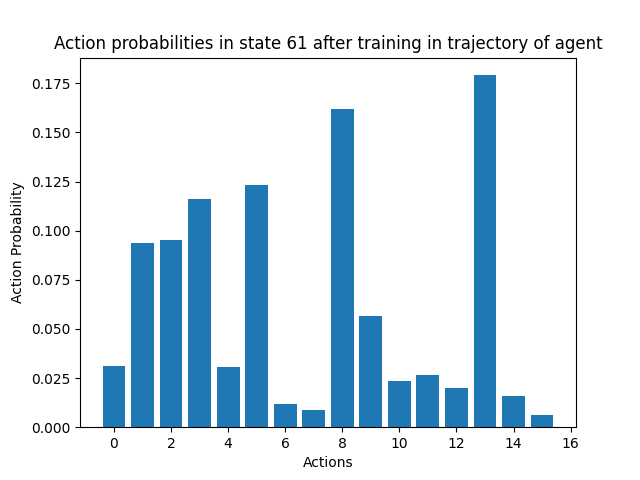 Action probabilities in state 61 after training in trajectory of agent
0.175
0.150
0.125
0.100
0.075
0.050
0.025
0.000
Action Probability
0 2 4 6 8 10 12 14 16
Actions